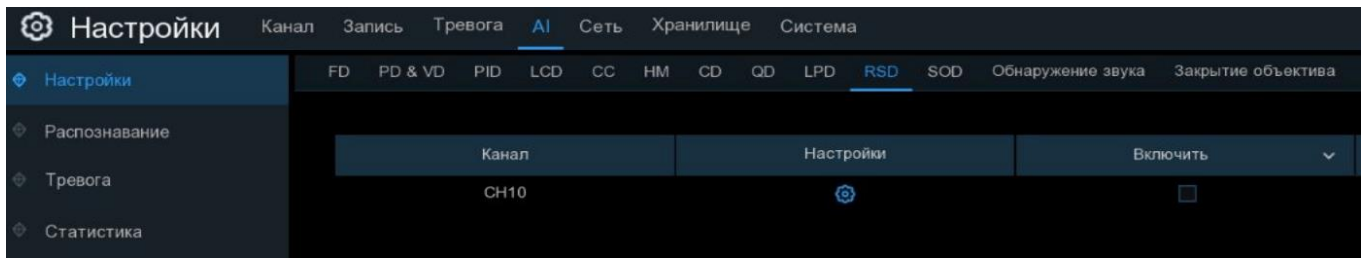 Настройки Канал Запись Тревога AI Сеть Хранилище Система
Настройки FD PD & VD PID LCD CC HM CD QD LPD RSD SOD Обнаружение звука Закрытие объектива
Распознавание
Канал Настройки Включить
Тревога
CH10
Статистика